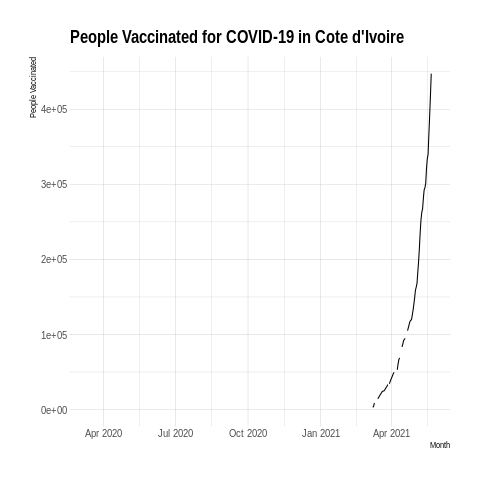 People Vaccinated for COVID-19 in Cote d'Ivoire
People Vaccinated
4e+05
3e+05
2e+05
1e+05
0e+00
Apr 2020 Jul 2020 Oct 2020 Jan 2021 Apr 2021
Month